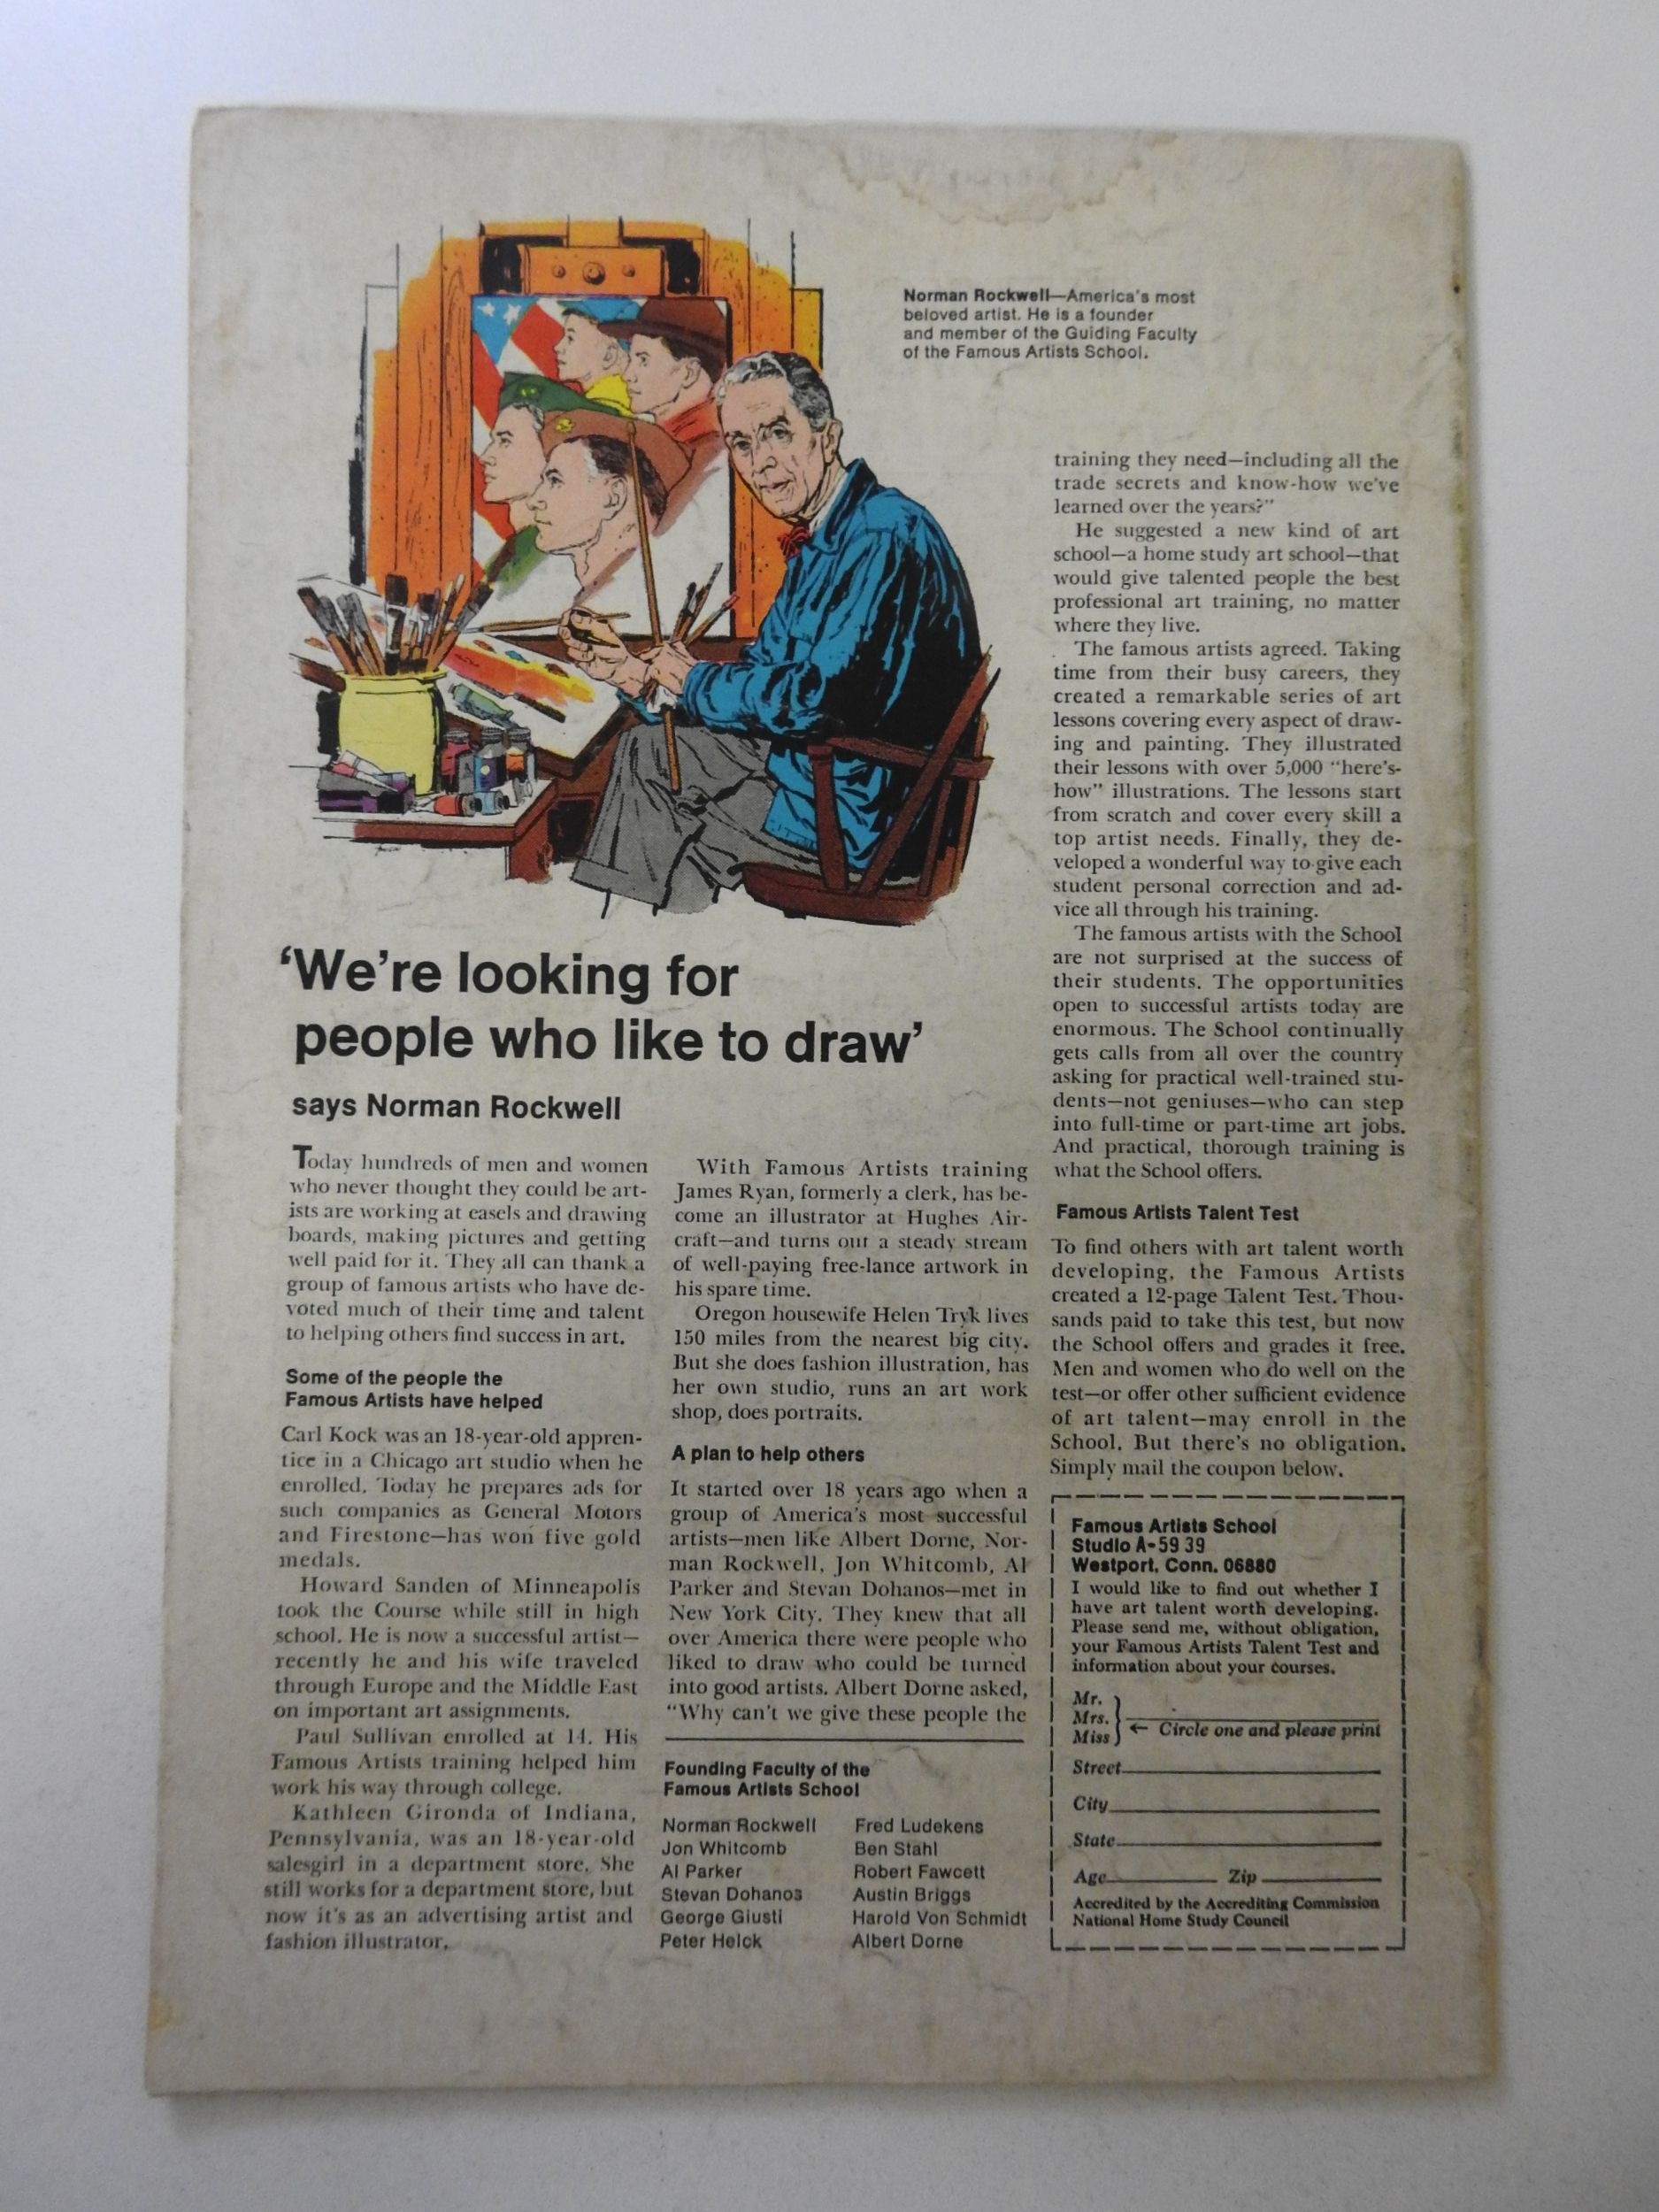 Norman Rockwell—America's most
beloved artist. He is a founder
and member of the Guiding Faculty
of the Famous Artists School.
'We're looking for
people who like to draw'
says Norman Rockwell
Today hundreds of men and women
who never thought they could be art-
ists are working at easels and drawing
boards, making pictures and getting
well paid for it. They all can thank a
group of famous artists who have de-
voted much of their time and talent
to helping others find success in art.
Some of the people the
Famous Artists have helped
Carl Kock was an 18-year-old appren-
tice in a Chicago art studio when he
enrolled. Today he prepares ads for
such companies as General Motors
and Firestone—has won five gold
medals.
Howard Sanden of Minneapolis
took the Course while still in high
school. He is now a successful artist—
recently he and his wife traveled
through Europe and the Middle East
on important art assignments.
Paul Sullivan enrolled at 14. His
Famous Artists training helped him
work his way through college.
Kathleen Gironda of Indiana,
Pennsylvania, was an 18-year-old
salesgirl in a department store. She
still works for a department store, but
now it's as an advertising artist and
fashion illustrator.
With Famous Artists training
James Ryan, formerly a clerk, has be-
come an illustrator at Hughes Air-
craft—and turns out a steady stream
of well-paying free-lance artwork in
his spare time.
Oregon housewife Helen Tryk lives
150 miles from the nearest big city.
But she does fashion illustration, has
her own studio, runs an art work
shop, does portraits.
A plan to help others
It started over 18 years ago when a
group of America's most successful
artists—men like Albert Dorne, Nor-
man Rockwell, Jon Whitcomb, Al
Parker and Stevan Dohanos—met in
New York City. They knew that all
over America there were people who
liked to draw who could be turned
into good artists. Albert Dorne asked,
"Why can't we give these people the
Founding Faculty of the
Famous Artists School
Norman Rockwell
Jon Whitcomb
Al Parker
Stevan Dohanos
George Giusti
Peter Helck
Fred Ludekens
Ben Stahl
Robert Fawcett
Austin Briggs
Harold Von Schmidt
Albert Dorne
training they need—including all the
trade secrets and know-how we've
learned over the years?"
He suggested a new kind of art
school—a home study art school—that
would give talented people the best
professional art training, no matter
where they live.
The famous artists agreed. Taking
time from their busy careers, they
created a remarkable series of art
lessons covering every aspect of draw-
ing and painting. They illustrated
their lessons with over 5,000 "here's-
how" illustrations. The lessons start
from scratch and cover every skill a
top artist needs. Finally, they de-
veloped a wonderful way to give each
student personal correction and ad-
vice all through his training.
The famous artists with the School
are not surprised at the success of
their students. The opportunities
open to successful artists today are
enormous. The School continually
gets calls from all over the country
asking for practical well-trained stu-
dents—not geniuses—who can step
into full-time or part-time art jobs.
And practical, thorough training is
what the School offers.
Famous Artists Talent Test
To find others with art talent worth
developing, the Famous Artists
created a 12-page Talent Test. Thou-
sands paid to take this test, but now
the School offers and grades it free.
Men and women who do well on the
test—or offer other sufficient evidence
of art talent—may enroll in the
School. But there's no obligation.
Simply mail the coupon below.
Famous Artists School
Studio A-5939
Westport, Conn. 06880
I would like to find out whether I
have art talent worth developing.
Please send me, without obligation,
your Famous Artists Talent Test and
information about your courses.
Mr.
Mrs.
Miss
← Circle one and please print
Street
City
State
Age Zip
Accredited by the Accrediting Commission
National Home Study Council